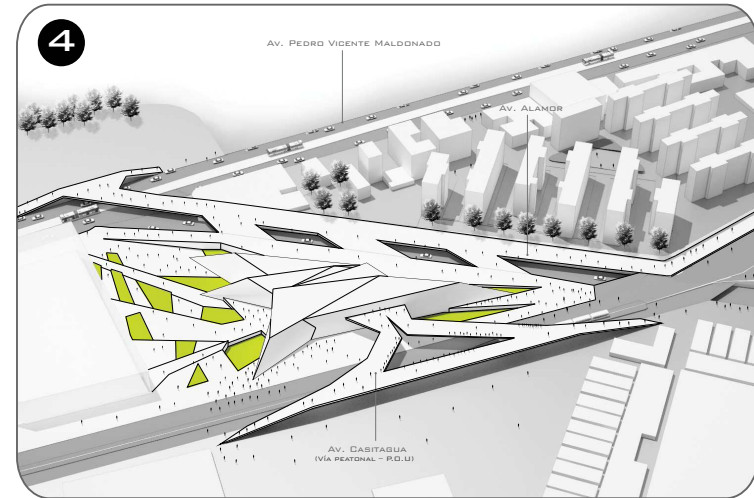 4
Av. Pedro Vicente Maldonado
Av. Alamor
Av. Casitagua
(Vía peatonal - P.O.U)